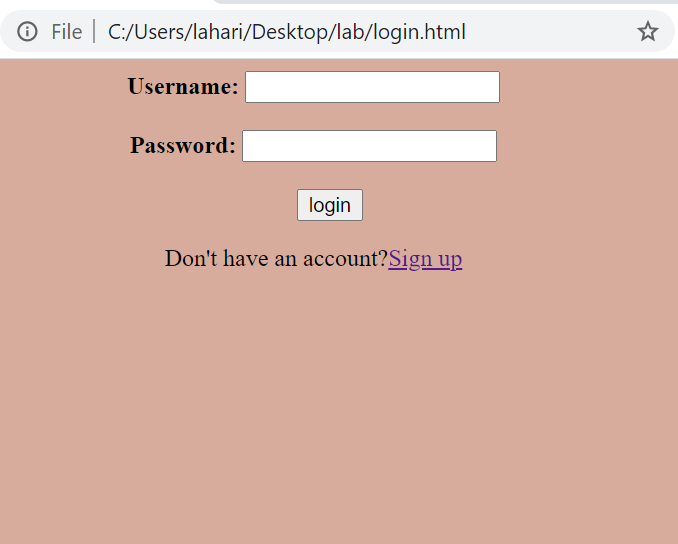 File C:/Users/lahari/Desktop/lab/login.html
Username:
Password:
login
Don't have an account?Sign up